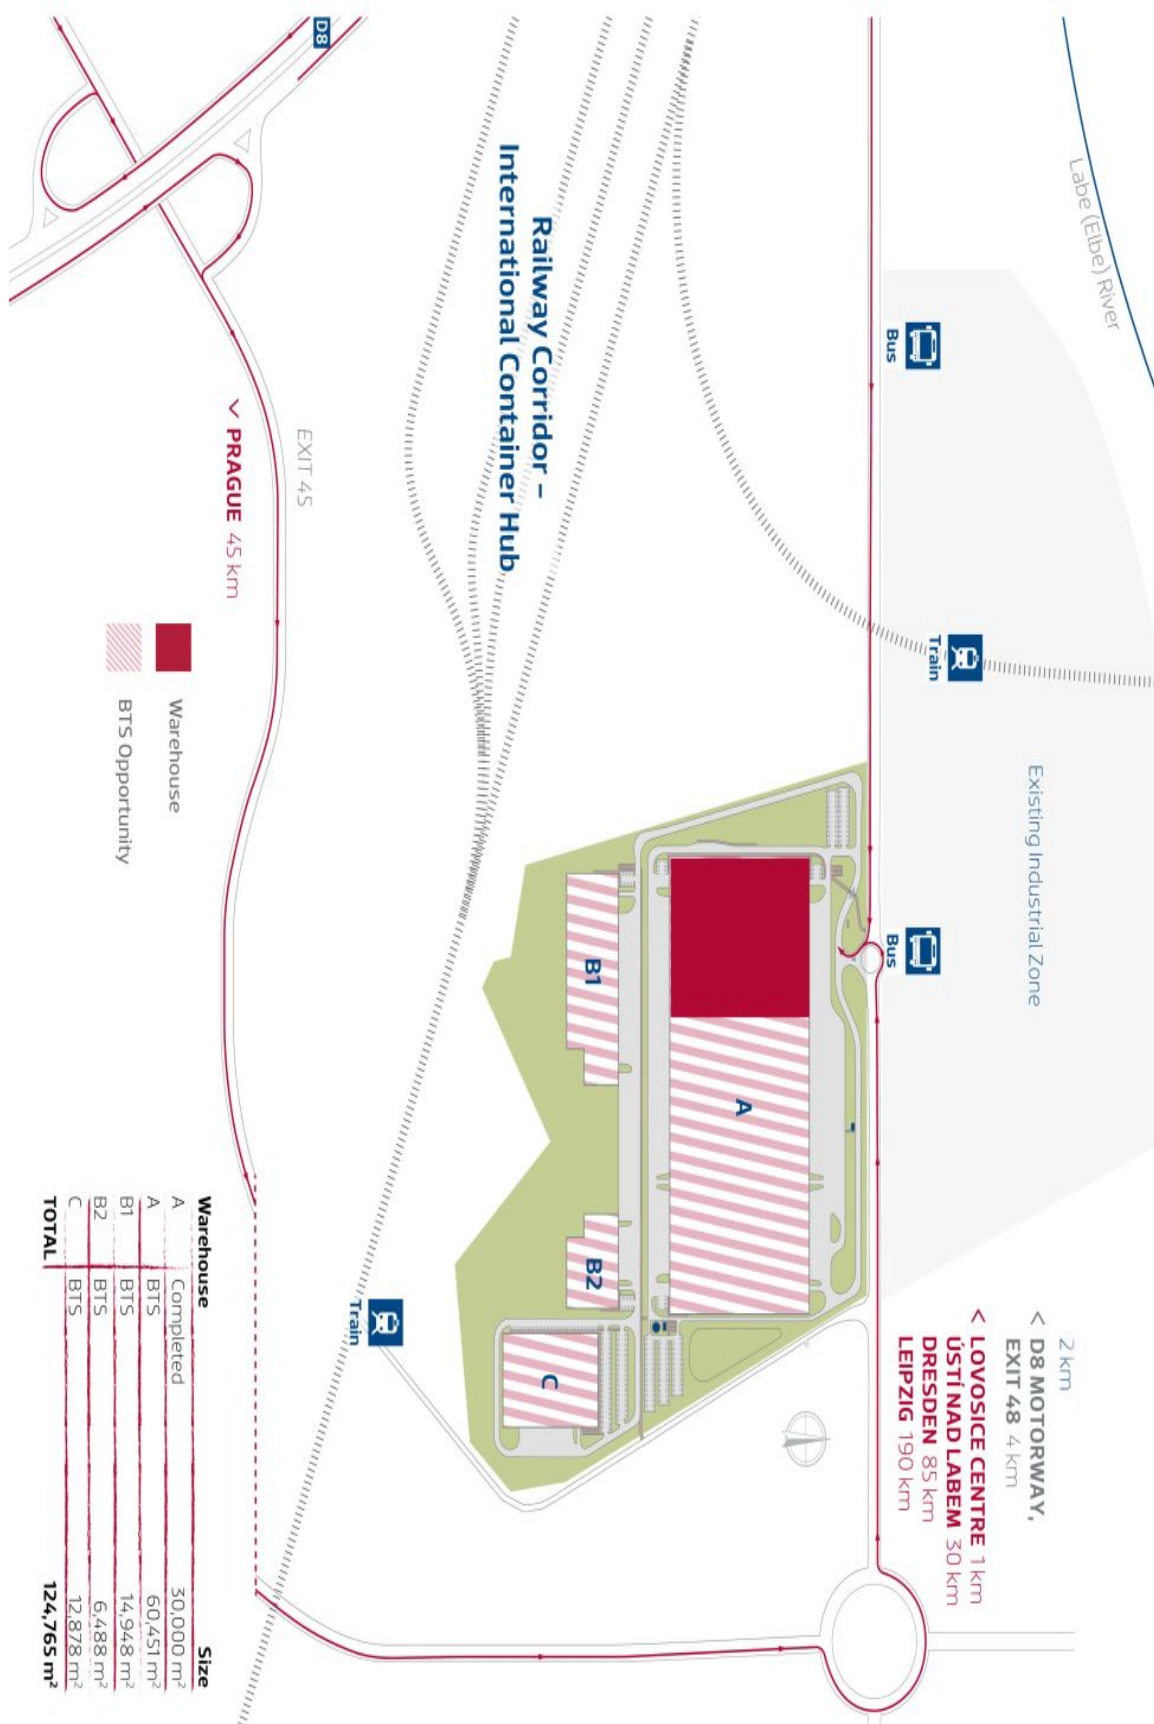 2 km
< D8 MOTORWAY,
EXIT 48 4 km
< LOVOSICE CENTRE 1 km
ÚSTÍ NAD LABEM 30 km
DRESDEN 85 km
LEIPZIG 190 km
Labe (Elbe) River
Existing Industrial Zone
Bus
Train
Bus
A
B1
B2
C
Railway Corridor –
International Container Hub
Train
D8
EXIT 45
< PRAGUE 45 km
Warehouse
BTS Opportunity
Warehouse Size
A Completed 30,000 m²
A BTS 60,451 m²
B1 BTS 14,948 m²
B2 BTS 6,488 m²
C BTS 12,878 m²
TOTAL 124,765 m²